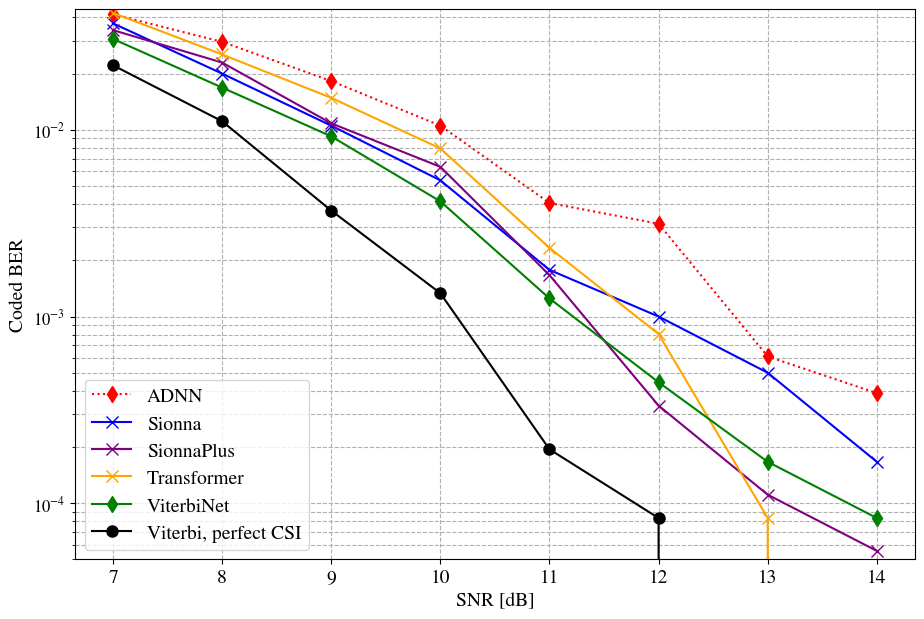 Coded BER
10⁻²
10⁻³
10⁻⁴
ADNN
Sionna
SionnaPlus
Transformer
ViterbiNet
Viterbi, perfect CSI
7 8 9 10 11 12 13 14
SNR [dB]